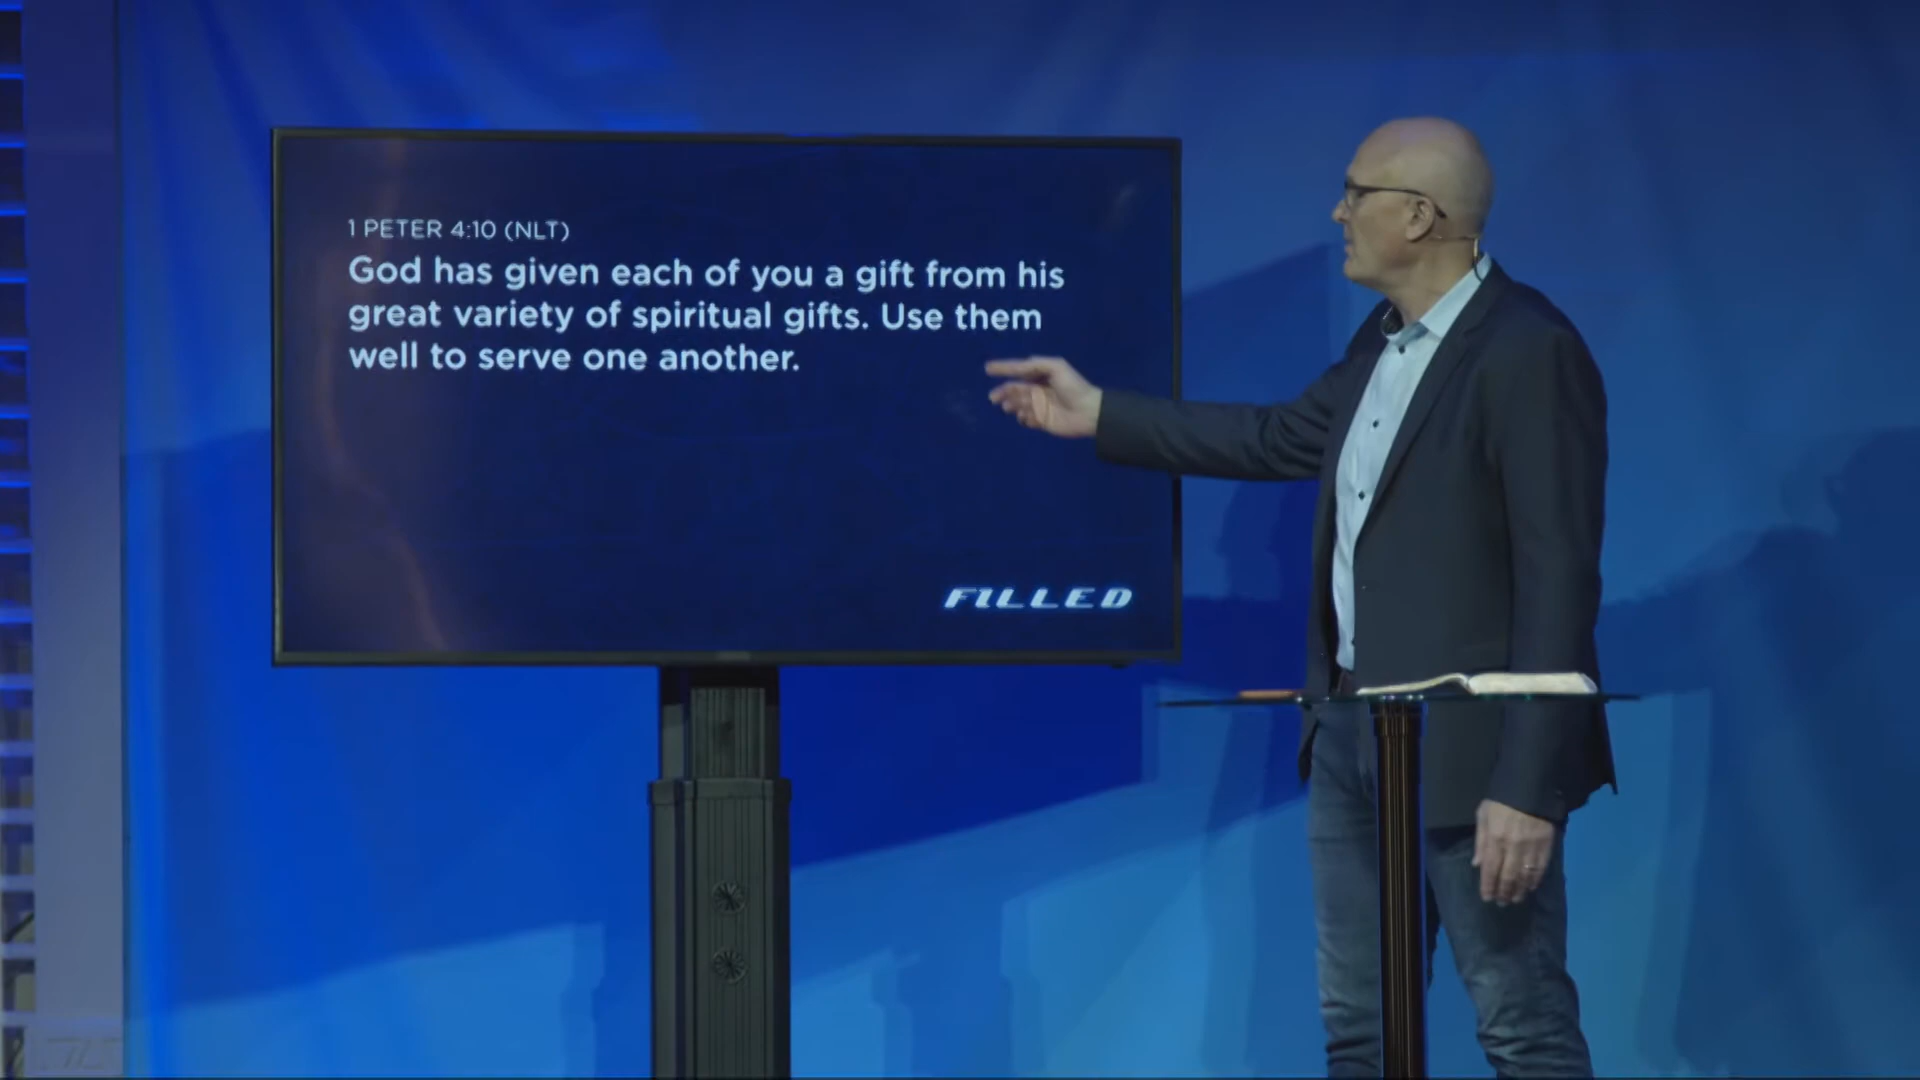 1 PETER 4:10 (NLT)
God has given each of you a gift from his
great variety of spiritual gifts. Use them
well to serve one another.
FILLED